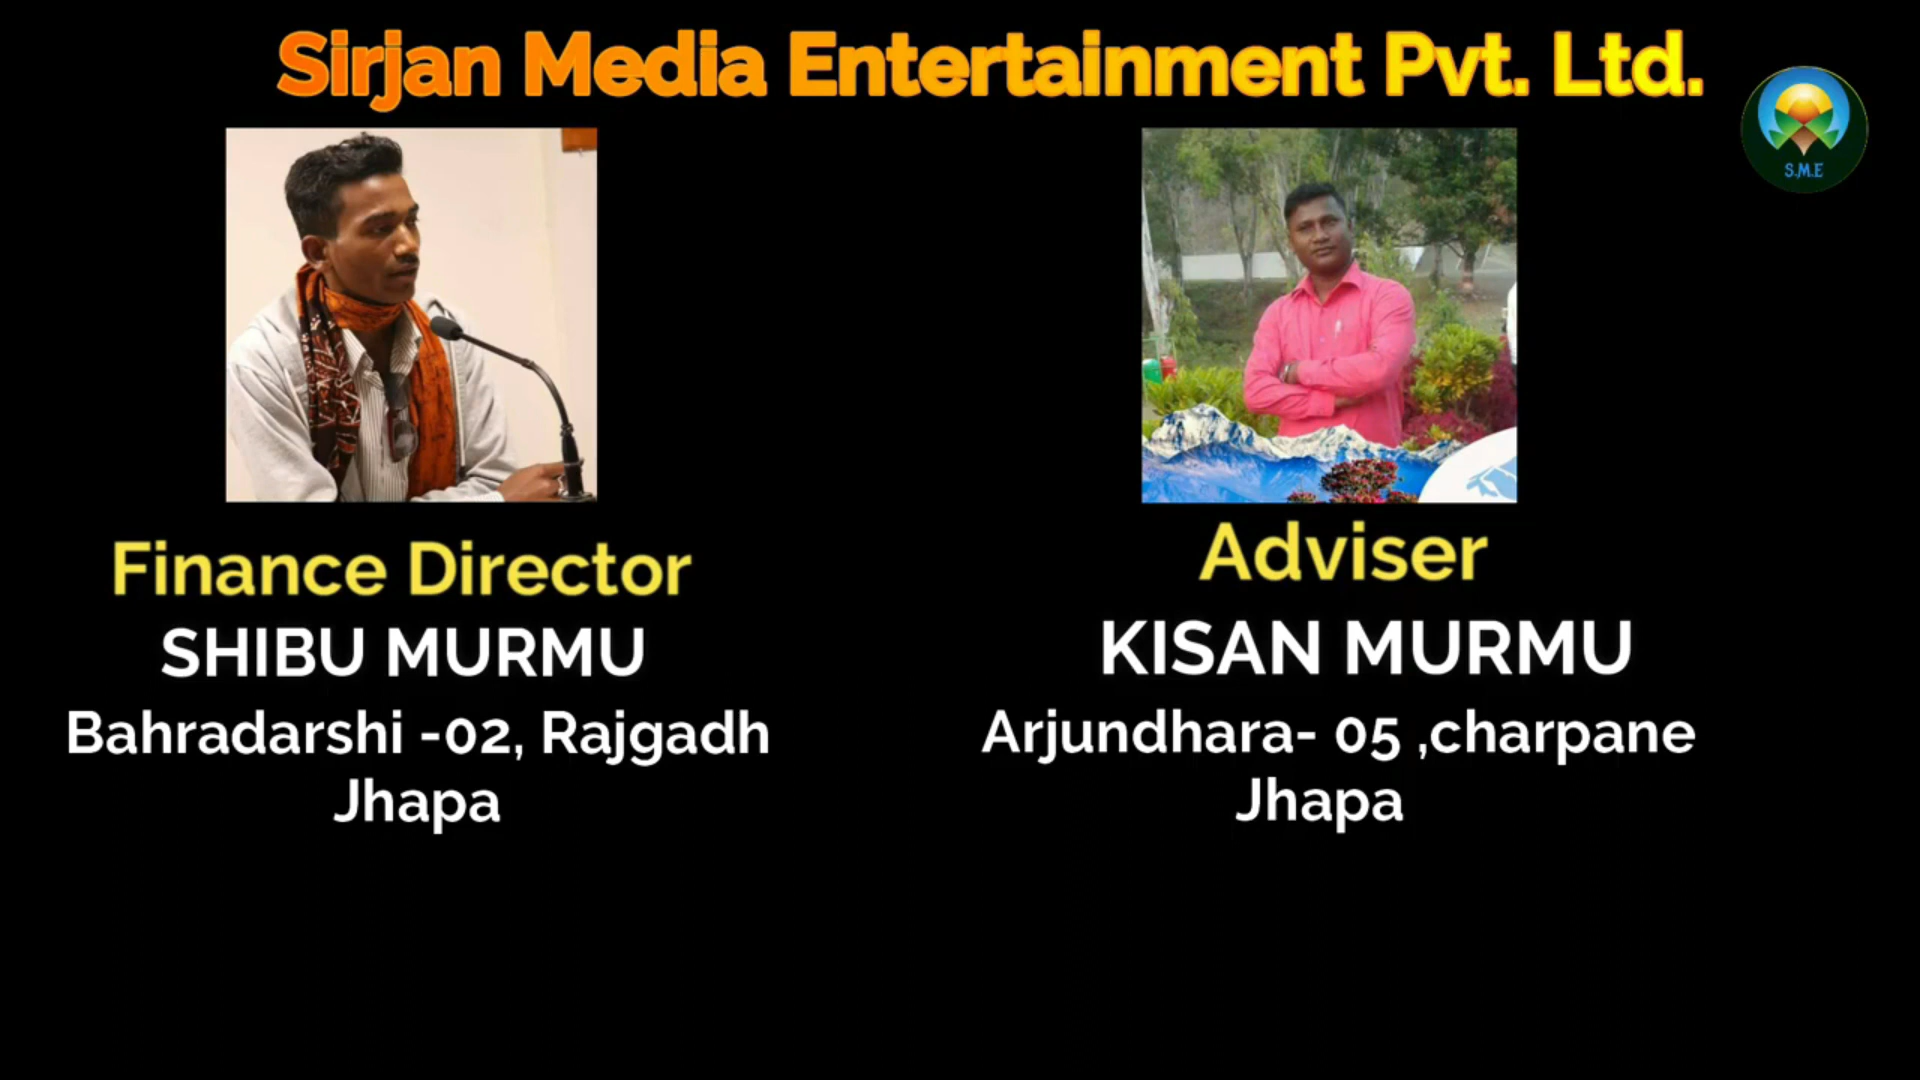 Sirjan Media Entertainment Pvt. Ltd.
S.M.E
Finance Director
SHIBU MURMU
Bahradarshi -02, Rajgadh
Jhapa
Adviser
KISAN MURMU
Arjundhara- 05 ,charpane
Jhapa